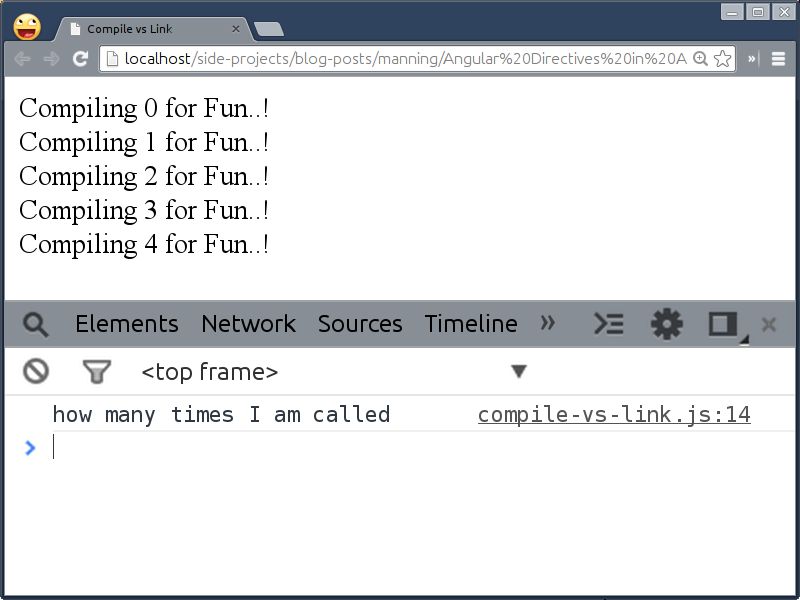 Compile vs Link
localhost/side-projects/blog-posts/manning/Angular%20Directives%20in%20A
Compiling 0 for Fun..!
Compiling 1 for Fun..!
Compiling 2 for Fun..!
Compiling 3 for Fun..!
Compiling 4 for Fun..!
Elements Network Sources Timeline
<top frame>
how many times I am called compile-vs-link.js:14